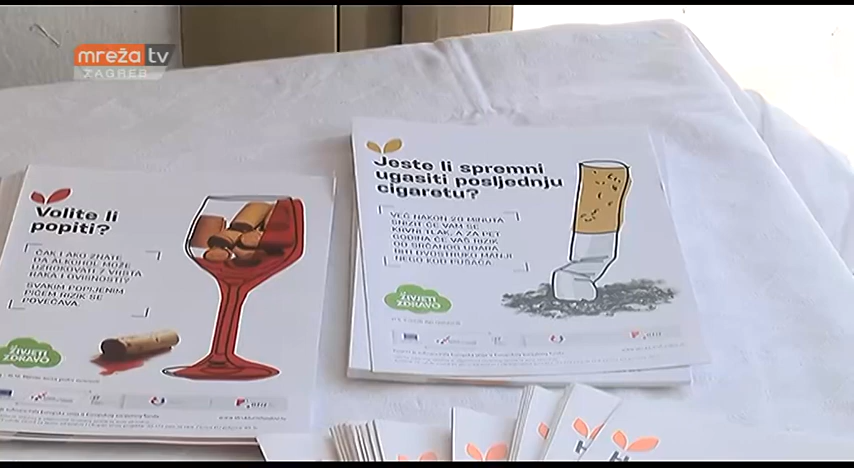 mreža tv
ZAGREB
Volite li
popiti?
ČAK I AKO ZNATE
DA ALKOHOL MOŽE
UZROKOVATI 7 VRSTA
RAKA I OVISNOSTI?
SVAKIM POPIJENIM
PIĆEM RIZIK SE
POVEĆAVA.
ŽIVJETI
ZDRAVO
Jeste li spremni
ugasiti posljednju
cigaretu?
VEĆ NAKON 20 MINUTA
SNIZIT ĆE VAM SE
KRVNI TLAK, A ZA PET
GODINA ĆE VAŠ RIZIK
OD SRČANOG UDARA
BITI DVOSTRUKO MANJI
NEGO KOD PUŠAČA.
ŽIVJETI
ZDRAVO